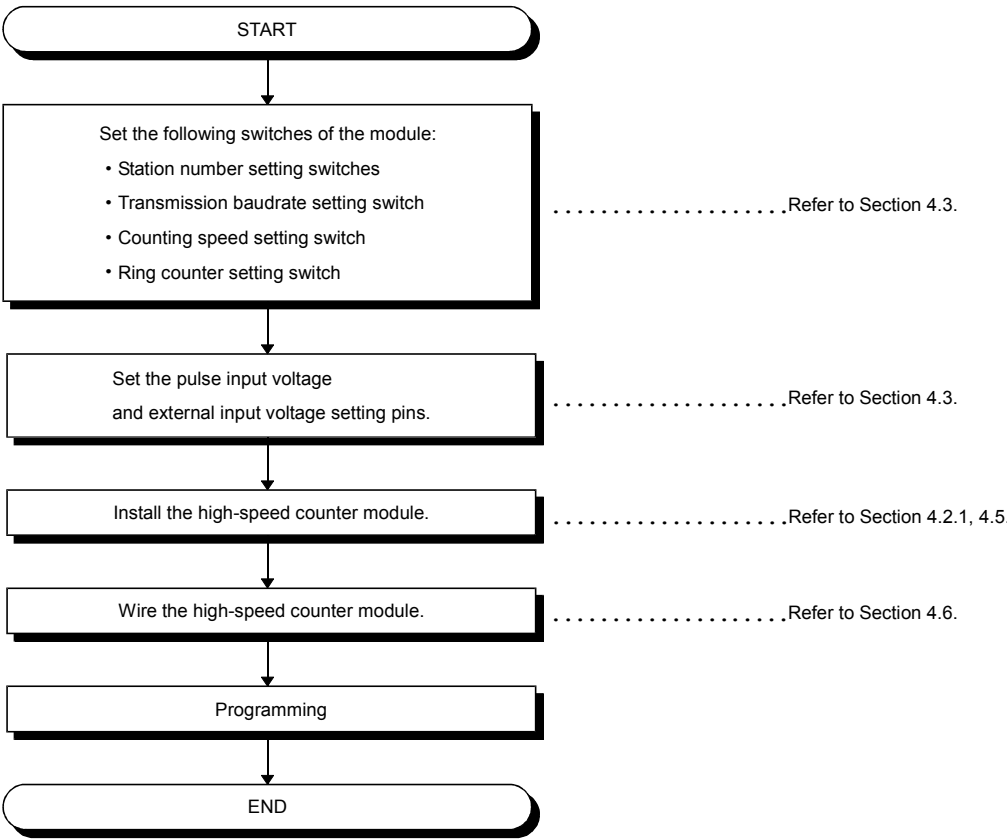 START
Set the following switches of the module:
・Station number setting switches
・Transmission baudrate setting switch
・Counting speed setting switch
・Ring counter setting switch
....................Refer to Section 4.3.
Set the pulse input voltage
and external input voltage setting pins.
....................Refer to Section 4.3.
Install the high-speed counter module.
....................Refer to Section 4.2.1, 4.5.
Wire the high-speed counter module.
....................Refer to Section 4.6.
Programming
END